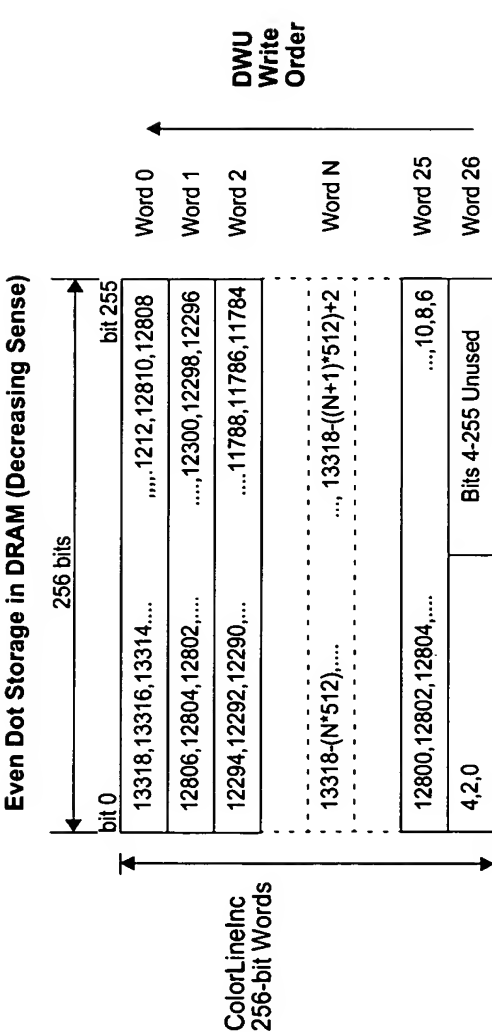 Even Dot Storage in DRAM (Decreasing Sense)
256 bits
bit 0 bit 255
13318,13316,13314.... ,,,,,1212,12810,12808 Word 0
12806,12804,12802,.... ....,12300,12298,12296 Word 1
12294,12292,12290,.... .....11788,11786,11784 Word 2
13318-(N*512),.... ...., 13318-((N+1)*512)+2 Word N
12800,12802,12804,.... ...,10,8,6 Word 25
4,2,0 Bits 4-255 Unused Word 26
ColorLineInc
256-bit Words
DWU
Write
Order